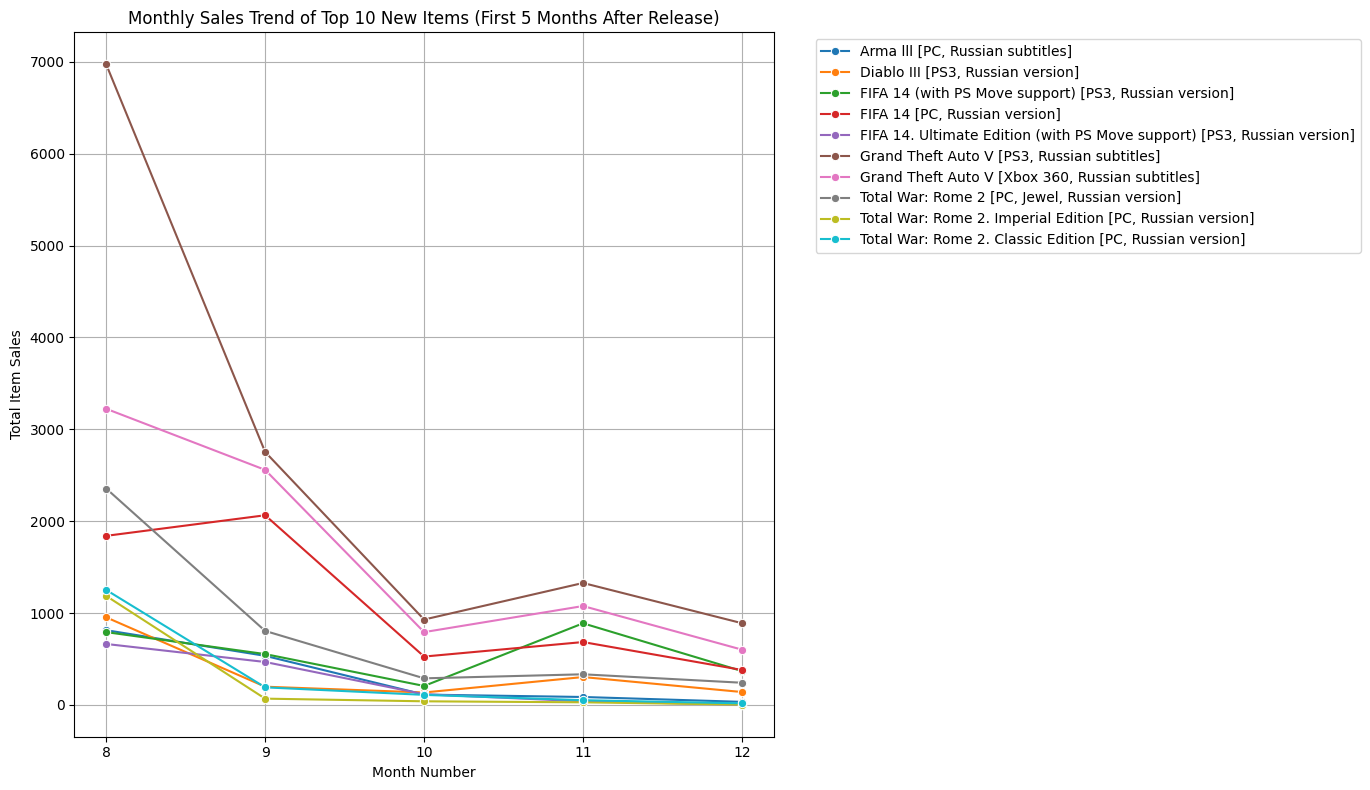 Monthly Sales Trend of Top 10 New Items (First 5 Months After Release)
7000
6000
5000
4000
3000
2000
1000
0
Total Item Sales
8 9 10 11 12
Month Number
Arma lll [PC, Russian subtitles]
Diablo III [PS3, Russian version]
FIFA 14 (with PS Move support) [PS3, Russian version]
FIFA 14 [PC, Russian version]
FIFA 14. Ultimate Edition (with PS Move support) [PS3, Russian version]
Grand Theft Auto V [PS3, Russian subtitles]
Grand Theft Auto V [Xbox 360, Russian subtitles]
Total War: Rome 2 [PC, Jewel, Russian version]
Total War: Rome 2. Imperial Edition [PC, Russian version]
Total War: Rome 2. Classic Edition [PC, Russian version]